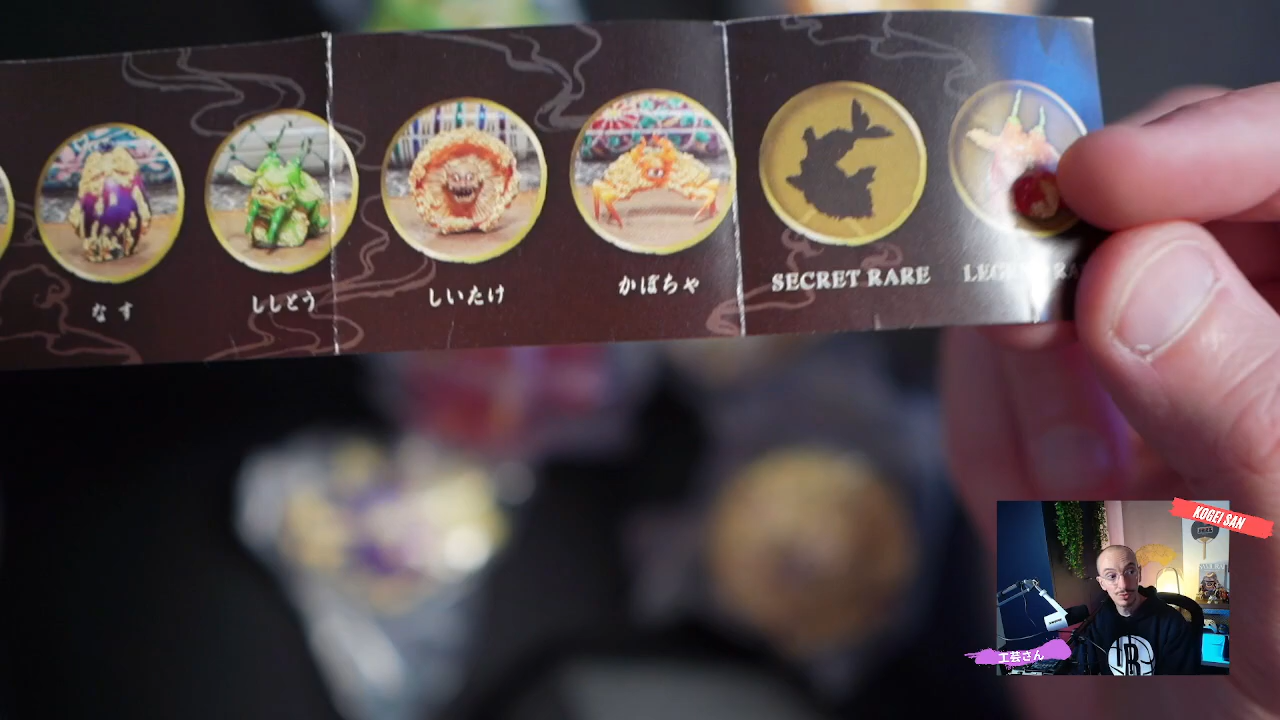 なす
ししとう
しいたけ
かぼちゃ
SECRET RARE
KOGEI SAN
工芸さん